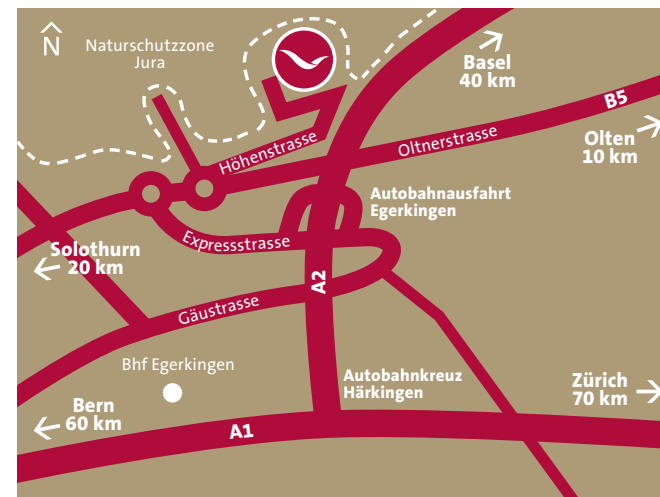 N
Naturschutzzone
Jura
Basel
40 km
B5
Höhenstrasse
Oltnerstrasse
Olten
10 km
Autobahnausfahrt
Egerkingen
Expressstrasse
Solothurn
20 km
A2
Gäustrasse
Bhf Egerkingen
Autobahnkreuz
Härkingen
Zürich
70 km
Bern
60 km
A1